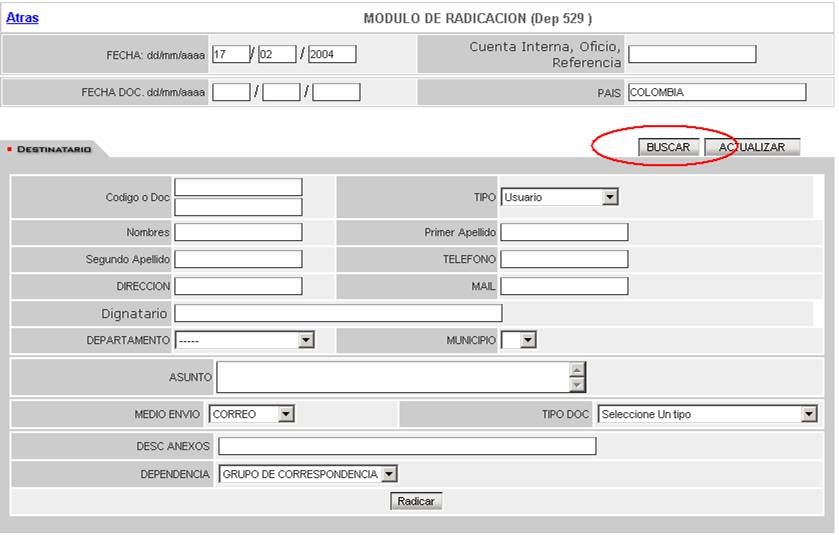 Atras MODULO DE RADICACION (Dep 529 )
FECHA: dd/mm/aaaa 17 / 02 / 2004 Cuenta Interna, Oficio,
Referencia
FECHA DOC. dd/mm/aaaa / / PAIS COLOMBIA
DESTINATARIO BUSCAR ACTUALIZAR
Codigo o Doc TIPO Usuario
Nombres Primer Apellido
Segundo Apellido TELEFONO
DIRECCION MAIL
Dignatario
DEPARTAMENTO ----- MUNICIPIO
ASUNTO
MEDIO ENVIO CORREO TIPO DOC Seleccione Un tipo
DESC ANEXOS
DEPENDENCIA GRUPO DE CORRESPONDENCIA
Radicar